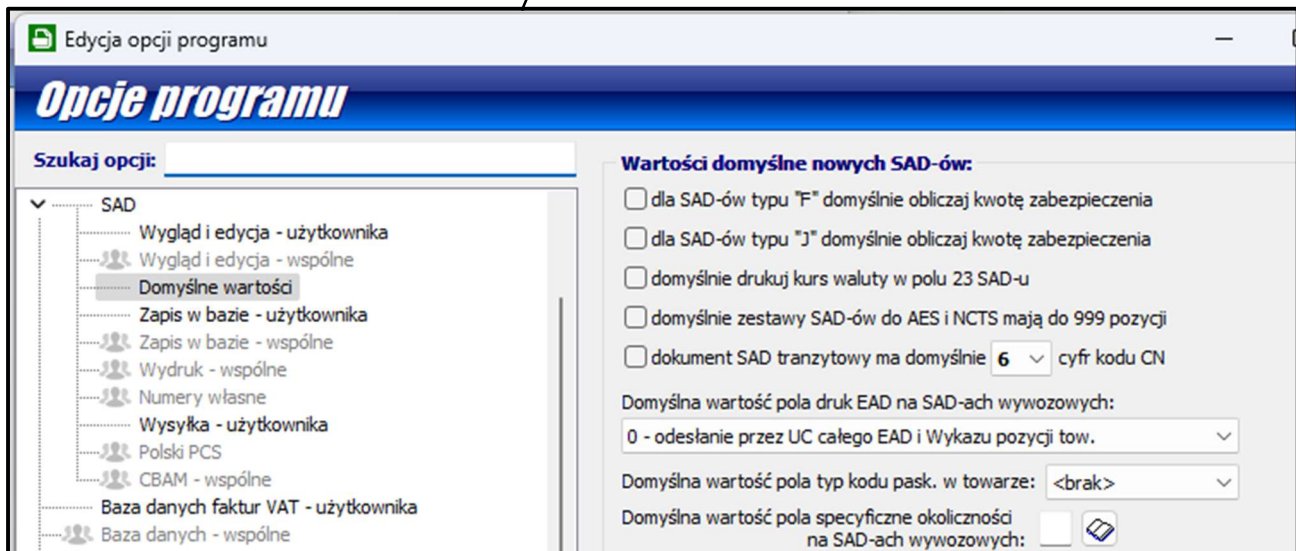 Edycja opcji programu
Opcje programu
Szukaj opcji:
SAD
Wygląd i edycja - użytkownika
Wygląd i edycja - wspólne
Domyślne wartości
Zapis w bazie - użytkownika
Zapis w bazie - wspólne
Wydruk - wspólne
Numery własne
Wysyłka - użytkownika
Polski PCS
CBAM - wspólne
Baza danych faktur VAT - użytkownika
Baza danych - wspólne
Wartości domyślne nowych SAD-ów:
dla SAD-ów typu "F" domyślnie obliczaj kwotę zabezpieczenia
dla SAD-ów typu "J" domyślnie obliczaj kwotę zabezpieczenia
domyślnie drukuj kurs waluty w polu 23 SAD-u
domyślnie zestawy SAD-ów do AES i NCTS mają do 999 pozycji
dokument SAD tranzytowy ma domyślnie 6 cyfr kodu CN
Domyślna wartość pola druk EAD na SAD-ach wywozowych:
0 - odesłanie przez UC całego EAD i Wykazu pozycji tow.
Domyślna wartość pola typ kodu pask. w towarze: <brak>
Domyślna wartość pola specyficzne okoliczności
na SAD-ach wywozowych: